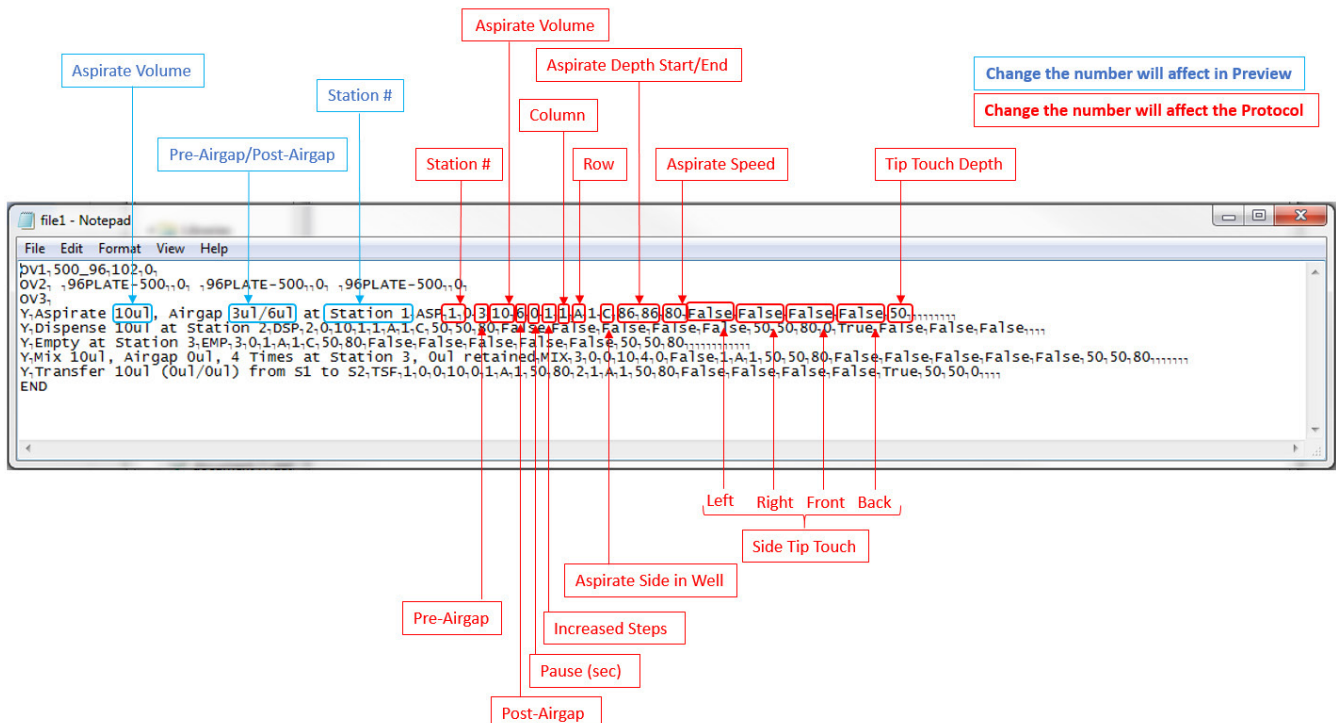 Aspirate Volume
Aspirate Volume
Aspirate Depth Start/End
Change the number will affect in Preview
Station #
Column
Change the number will affect the Protocol
Pre-Airgap/Post-Airgap
Station #
Row
Aspirate Speed
Tip Touch Depth
file1 - Notepad
File Edit Format View Help
OV1,500_96,102,0,
OV2, ,96PLATE-500,,0, ,96PLATE-500,,0, ,96PLATE-500,,0,
OV3,
Y,Aspirate 10ul, Airgap 3ul/6ul at Station 1,ASP,1,0,3,10,6,0,1,1,A,1,C,86,86,80,False,False,False,False,50,,,,,,,,,
Y,Dispense 10ul at Station 2,DSP,2,0,10,1,1,A,1,C,50,50,80,False,False,False,False,False,50,50,80,0,True,False,False,False,,,,
Y,Empty at Station 3,EMP,3,0,1,A,1,C,50,80,False,False,False,False,False,50,50,80,,,,,,,,,,,,
Y,Mix 10ul, Airgap 0ul, 4 Times at Station 3, 0ul retained,MIX,3,0,0,10,4,0,False,1,A,1,50,50,80,False,False,False,False,False,50,50,80,,,,,,,
Y,Transfer 10ul (0ul/0ul) from S1 to S2,TSF,1,0,0,10,0,1,A,1,50,80,2,1,A,1,50,80,False,False,False,False,True,50,50,0,,,,
END
Left Right Front Back
Side Tip Touch
Aspirate Side in Well
Pre-Airgap
Increased Steps
Pause (sec)
Post-Airgap